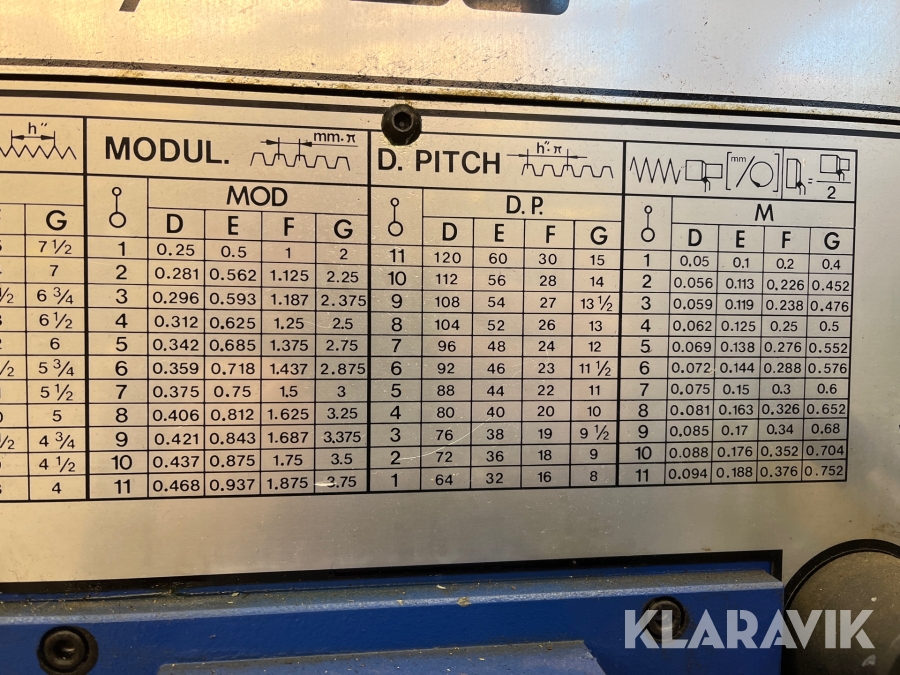 h"
MODUL. mm.π
D. PITCH h".π
mm
2
MOD
D.P.
M
G D E F G D E F G D E F G
7 1/2 1 0.25 0.5 1 2 11 120 60 30 15 1 0.05 0.1 0.2 0.4
7 2 0.281 0.562 1.125 2.25 10 112 56 28 14 2 0.056 0.113 0.226 0.452
6 3/4 3 0.296 0.593 1.187 2.375 9 108 54 27 13 1/2 3 0.059 0.119 0.238 0.476
6 1/2 4 0.312 0.625 1.25 2.5 8 104 52 26 13 4 0.062 0.125 0.25 0.5
6 5 0.342 0.685 1.375 2.75 7 96 48 24 12 5 0.069 0.138 0.276 0.552
5 3/4 6 0.359 0.718 1.437 2.875 6 92 46 23 11 1/2 6 0.072 0.144 0.288 0.576
5 1/2 7 0.375 0.75 1.5 3 5 88 44 22 11 7 0.075 0.15 0.3 0.6
5 8 0.406 0.812 1.625 3.25 4 80 40 20 10 8 0.081 0.163 0.326 0.652
4 3/4 9 0.421 0.843 1.687 3.375 3 76 38 19 9 1/2 9 0.085 0.17 0.34 0.68
4 1/2 10 0.437 0.875 1.75 3.5 2 72 36 18 9 10 0.088 0.176 0.352 0.704
4 11 0.468 0.937 1.875 3.75 1 64 32 16 8 11 0.094 0.188 0.376 0.752
KLARAVIK